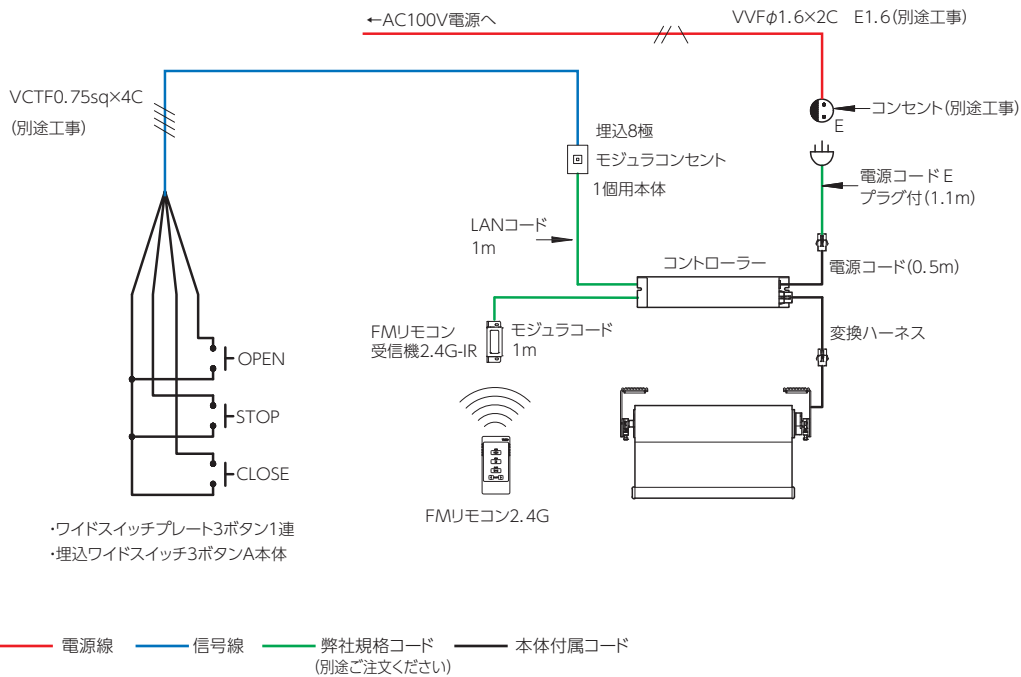 ←AC100V電源へ
VVFφ1.6×2C　E1.6(別途工事)
VCTF0.75sq×4C
(別途工事)
コンセント(別途工事)
E
埋込8極
モジュラコンセント
1個用本体
電源コードE
プラグ付(1.1m)
LANコード
1m
コントローラー
電源コード(0.5m)
FMリモコン
受信機2.4G-IR
モジュラコード
1m
変換ハーネス
OPEN
STOP
CLOSE
FMリモコン2.4G
・ワイドスイッチプレート3ボタン1連
・埋込ワイドスイッチ3ボタンA本体
電源線
信号線
弊社規格コード
(別途ご注文ください)
本体付属コード